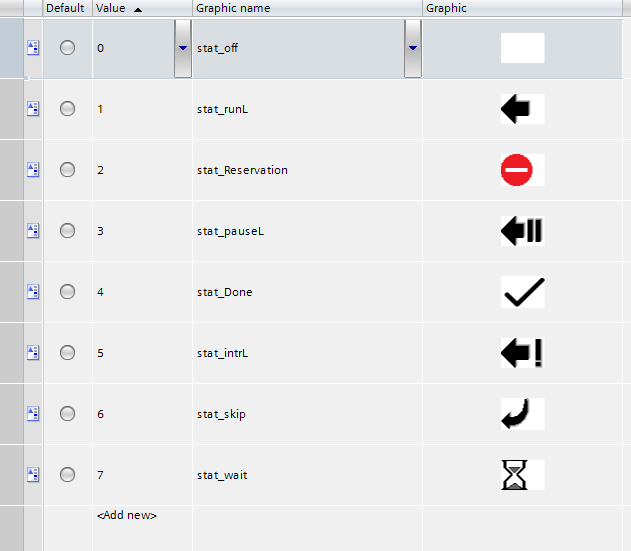 Default Value Graphic name Graphic
0 stat_off
1 stat_runL
2 stat_Reservation
3 stat_pauseL
4 stat_Done
5 stat_intrL
6 stat_skip
7 stat_wait
<Add new>